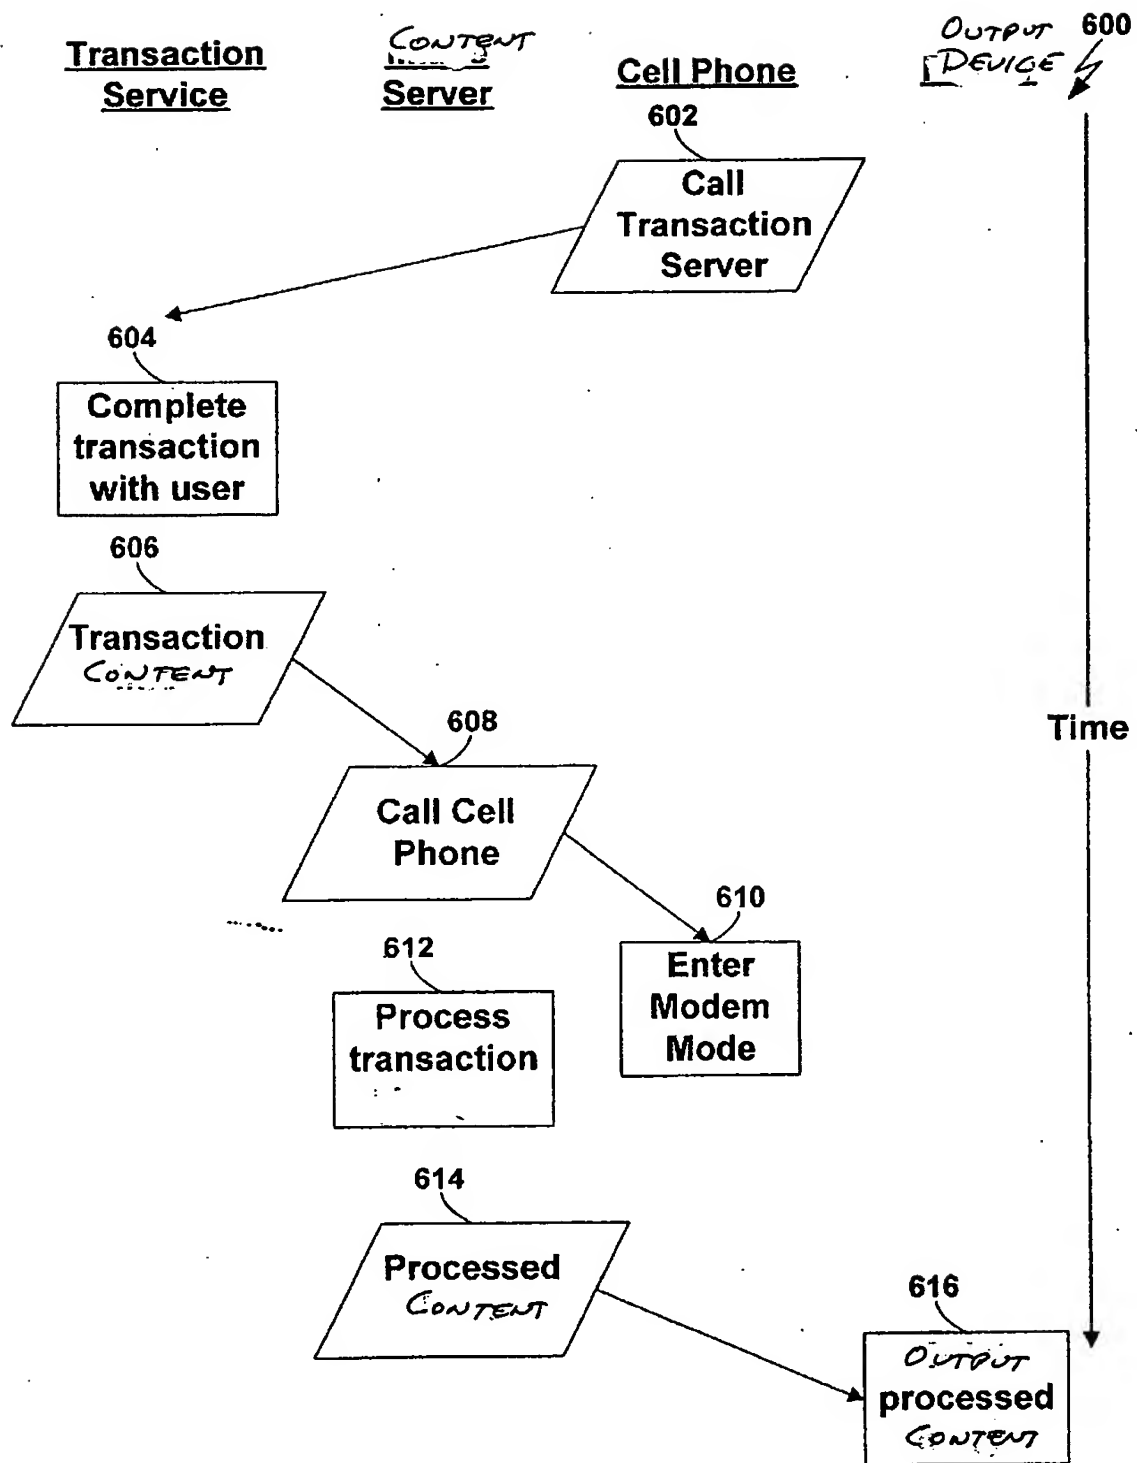 Transaction
Service
CONTENT
Server
Cell Phone
OUTPUT
DEVICE
600
602
Call
Transaction
Server
604
Complete
transaction
with user
606
Transaction
CONTENT
608
Call Cell
Phone
Time
610
Enter
Modem
Mode
612
Process
transaction
614
Processed
CONTENT
616
OUTPUT
processed
CONTENT